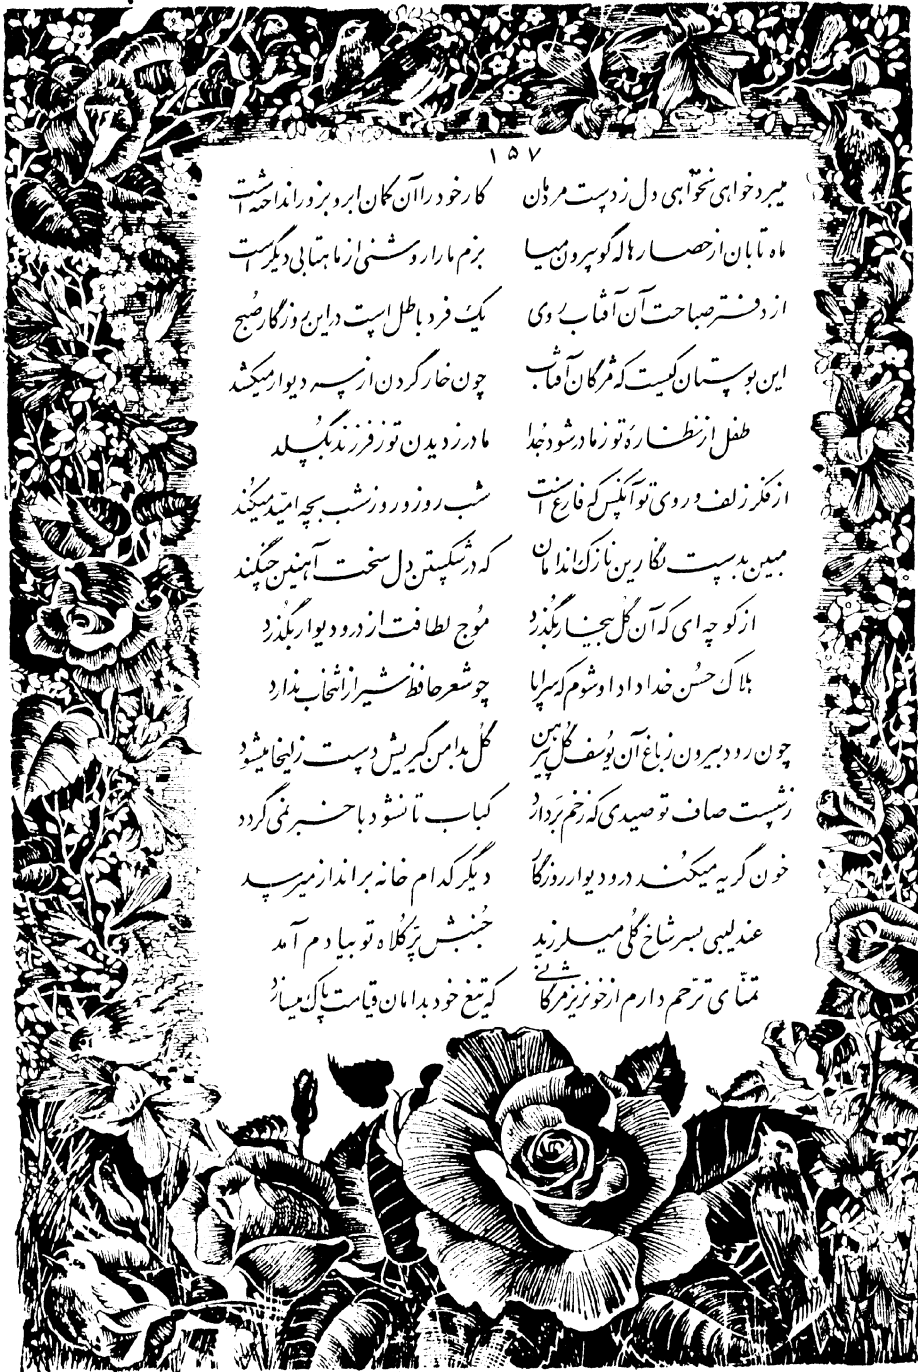 ۱۵۷
میبرد خواهی نخواهی دل ز دست مردمان کار خود را آن کمان ابرو بزور انداخته است
ماه تابان از حصار هاله گو بیرون میا بزم ما را روشنی از ماهتابی دیگر است
از دفتر صباحت آن آفتاب روی یک فرد باطل است در این روزگار صبح
این بوستان کیست که مژگان آفتاب چون خار گردن از سر دیوار میکشد
طفل از نظاره تو ز مادر شود جدا مادر ز دیدن تو ز فرزند بگسلد
از فکر زلف و روی تو آنکس که فارغ است شب روز و روز شب بچه امید میکند
مبین بدست نگارین نازک اندامان که در شکستن دل سخت آهنین چنگند
از کوچه ای که آن گل بیخار بگذرد موج لطافت از در و دیوار بگذرد
هلاک حسن خداداد او شوم که سراپا چو شعر حافظ شیراز انتخاب ندارد
چون رود بیرون ز باغ آن یوسف گل پیرهن گل بدامن گیریش دست زلیخا میشود
ز شست صاف تو صیدی که زخم بردارد کباب تا نشود با خبر نمی گردد
خون گریه میکند در و دیوار روزگار دیگر کدام خانه برانداز میرسد
عندلیبی بسر شاخ گلی میلرزید جنبش پر کلاه تو بیادم آمد
تمنای ترحم دارم از خونریز مژگانی که تیغ خود بدامان قیامت پاک میسازد